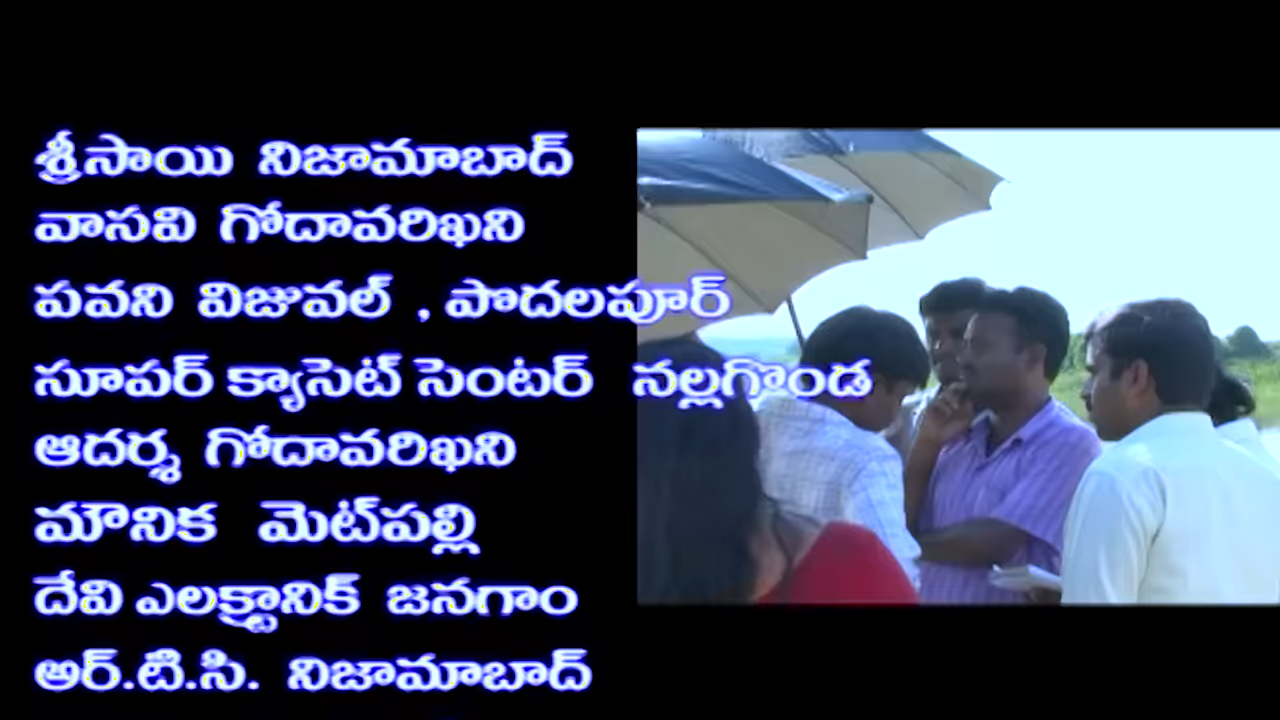 శ్రీసాయి నిజామాబాద్
వాసవి గోదావరిఖని
పవని విజువల్ , పొదలపూర్
సూపర్ క్యాసెట్ సెంటర్ నల్లగొండ
ఆదర్శ గోదావరిఖని
మౌనిక మెట్‌పల్లి
దేవి ఎలక్ట్రానిక్ జనగాం
అర్.టి.సి. నిజామాబాద్